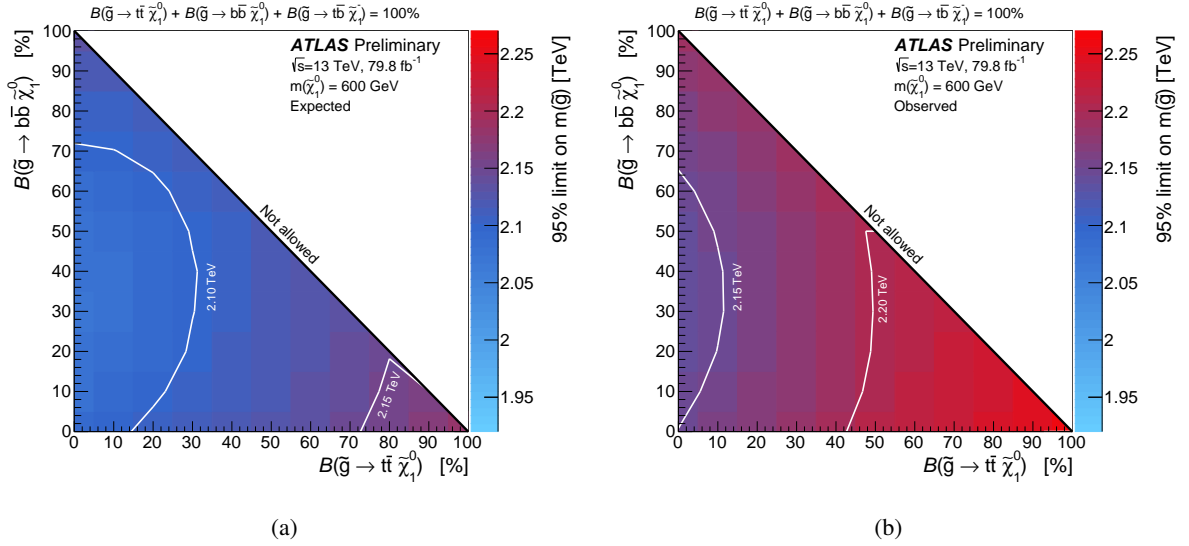 B(g̃ → tt̄ χ̃₁⁰) + B(g̃ → bb̄ χ̃₁⁰) + B(g̃ → tb̄ χ̃₁⁻) = 100%
B(g̃ → bb̄ χ̃₁⁰) [%]
100
90
80
70
60
50
40
30
20
10
0
ATLAS Preliminary
√s=13 TeV, 79.8 fb⁻¹
m(χ̃₁⁰) = 600 GeV
Expected
Not allowed
2.10 TeV
2.15 TeV
0 10 20 30 40 50 60 70 80 90 100
B(g̃ → tt̄ χ̃₁⁰) [%]
2.25
2.2
2.15
2.1
2.05
2
1.95
95% limit on m(g̃) [TeV]
(a)
B(g̃ → tt̄ χ̃₁⁰) + B(g̃ → bb̄ χ̃₁⁰) + B(g̃ → tb̄ χ̃₁⁻) = 100%
B(g̃ → bb̄ χ̃₁⁰) [%]
100
90
80
70
60
50
40
30
20
10
0
ATLAS Preliminary
√s=13 TeV, 79.8 fb⁻¹
m(χ̃₁⁰) = 600 GeV
Observed
Not allowed
2.15 TeV
2.20 TeV
0 10 20 30 40 50 60 70 80 90 100
B(g̃ → tt̄ χ̃₁⁰) [%]
2.25
2.2
2.15
2.1
2.05
2
1.95
95% limit on m(g̃) [TeV]
(b)